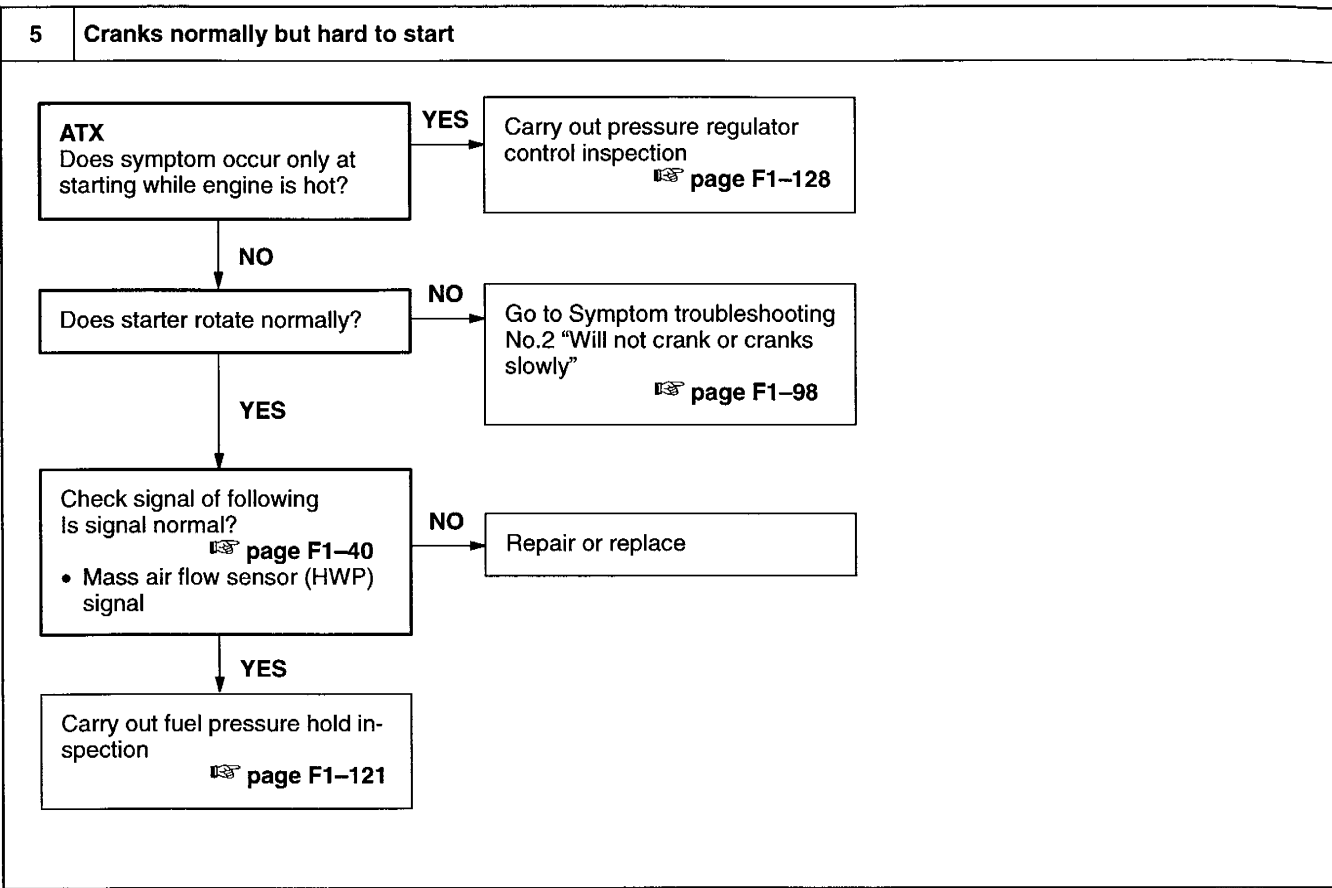 5 Cranks normally but hard to start
ATX
Does symptom occur only at
starting while engine is hot?
YES
Carry out pressure regulator
control inspection
☞ page F1–128
NO
Does starter rotate normally?
NO
Go to Symptom troubleshooting
No.2 “Will not crank or cranks
slowly”
☞ page F1–98
YES
Check signal of following
Is signal normal?
☞ page F1–40
• Mass air flow sensor (HWP)
signal
NO
Repair or replace
YES
Carry out fuel pressure hold in-
spection
☞ page F1–121